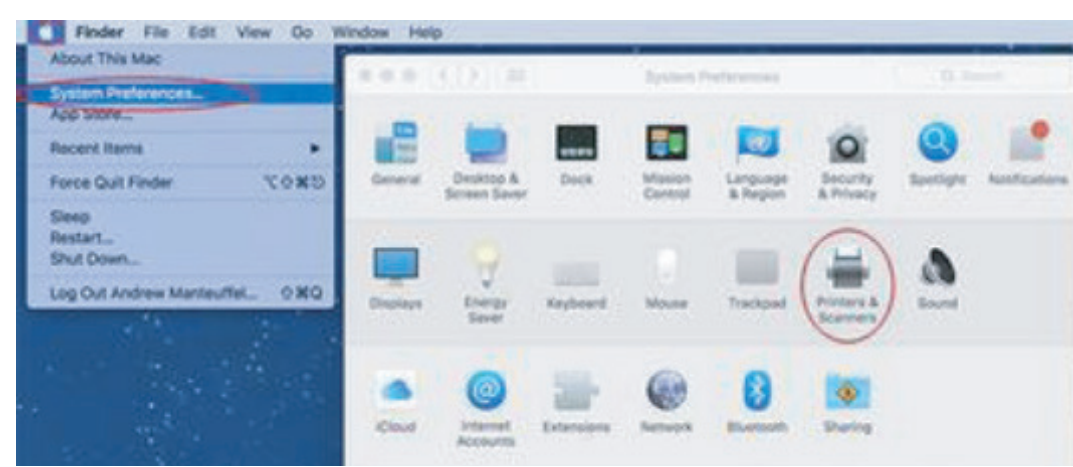 Finder File Edit View Go Window Help
About This Mac
System Preferences...
App Store...
Recent Items ▶
Force Quit Finder ⌥⇧⌘⎋
Sleep
Restart...
Shut Down...
Log Out Andrew Manteuffel... ⇧⌘Q
System Preferences
Search
General
Desktop &
Screen Saver
Dock
Mission
Control
Language
& Region
Security
& Privacy
Spotlight
Notifications
Displays
Energy
Saver
Keyboard
Mouse
Trackpad
Printers &
Scanners
Sound
iCloud
Internet
Accounts
Extensions
Network
Bluetooth
Sharing